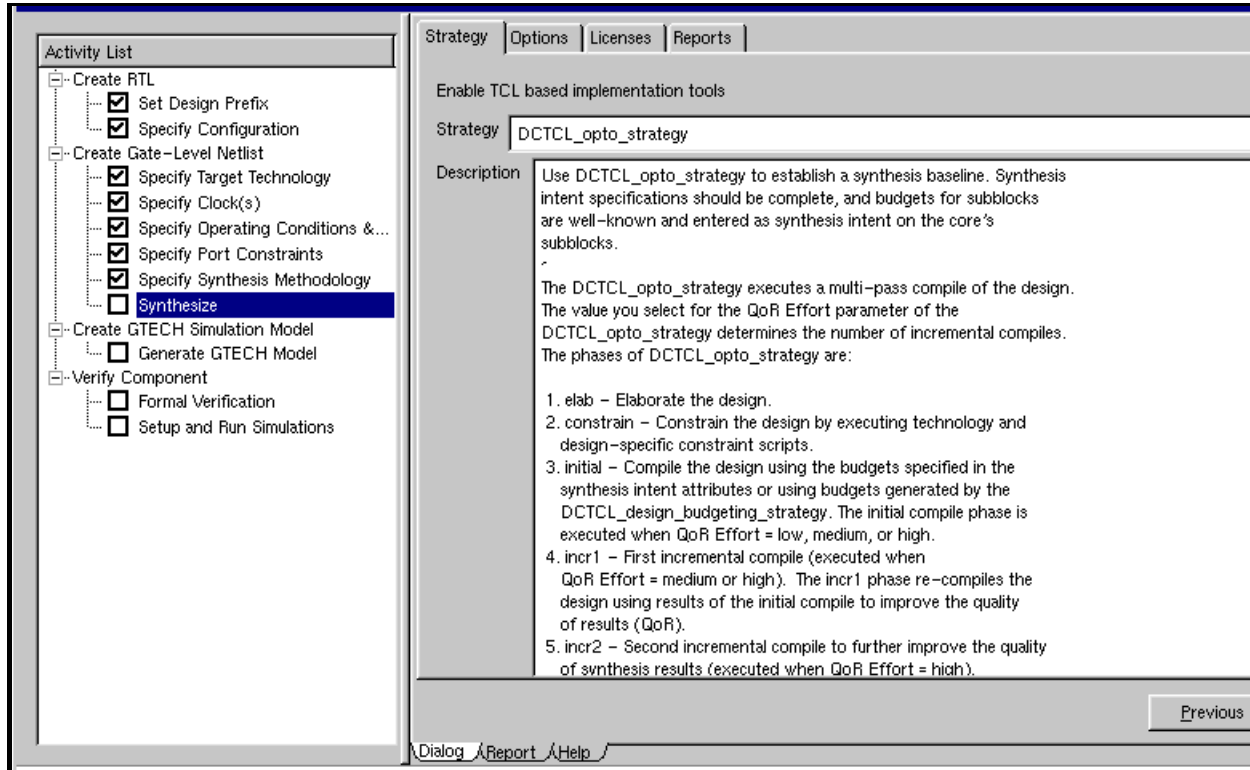 Activity List
Create RTL
Set Design Prefix
Specify Configuration
Create Gate-Level Netlist
Specify Target Technology
Specify Clock(s)
Specify Operating Conditions &...
Specify Port Constraints
Specify Synthesis Methodology
Synthesize
Create GTECH Simulation Model
Generate GTECH Model
Verify Component
Formal Verification
Setup and Run Simulations
Strategy Options Licenses Reports
Enable TCL based implementation tools
Strategy DCTCL_opto_strategy
Description
Use DCTCL_opto_strategy to establish a synthesis baseline. Synthesis
intent specifications should be complete, and budgets for subblocks
are well-known and entered as synthesis intent on the core's
subblocks.
The DCTCL_opto_strategy executes a multi-pass compile of the design.
The value you select for the QoR Effort parameter of the
DCTCL_opto_strategy determines the number of incremental compiles.
The phases of DCTCL_opto_strategy are:
1. elab - Elaborate the design.
2. constrain - Constrain the design by executing technology and
design-specific constraint scripts.
3. initial - Compile the design using the budgets specified in the
synthesis intent attributes or using budgets generated by the
DCTCL_design_budgeting_strategy. The initial compile phase is
executed when QoR Effort = low, medium, or high.
4. incr1 - First incremental compile (executed when
QoR Effort = medium or high). The incr1 phase re-compiles the
design using results of the initial compile to improve the quality
of results (QoR).
5. incr2 - Second incremental compile to further improve the quality
of synthesis results (executed when QoR Effort = high).
Previous
Dialog Report Help